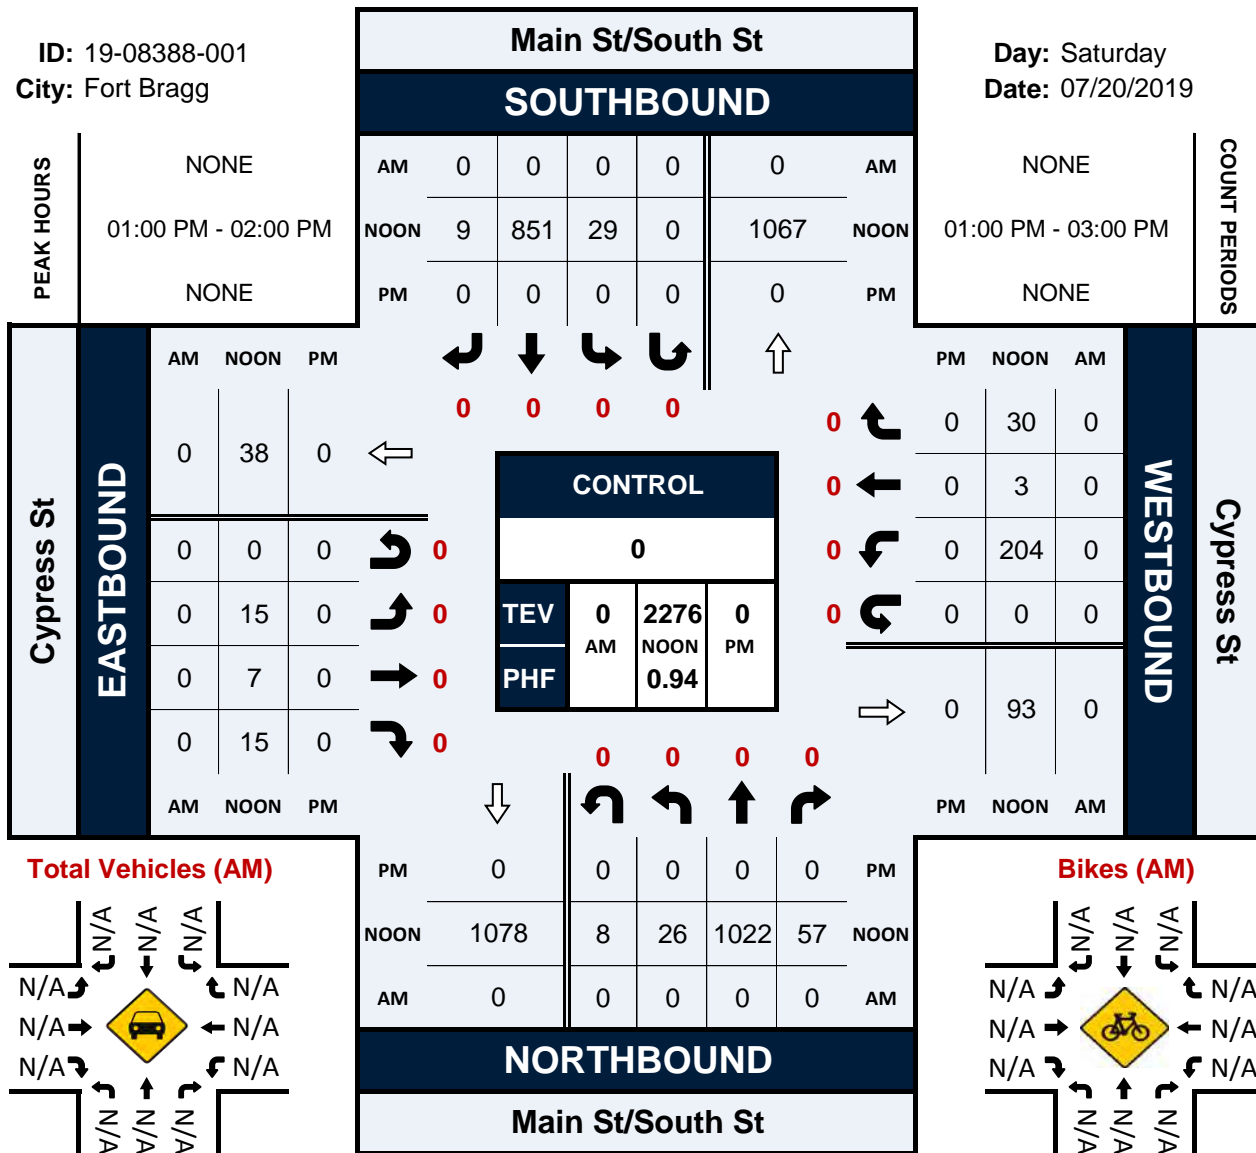 Main St/South St
ID: 19-08388-001
City: Fort Bragg
Day: Saturday
Date: 07/20/2019
SOUTHBOUND
PEAK HOURS
NONE
01:00 PM - 02:00 PM
NONE
AM 0 0 0 0 0 AM
NOON 9 851 29 0 1067 NOON
PM 0 0 0 0 0 PM
NONE
01:00 PM - 03:00 PM
NONE
COUNT PERIODS
Cypress St
EASTBOUND
AM NOON PM
0 38 0
0 0 0 0
0 15 0 0
0 7 0 0
0 15 0 0
AM NOON PM
0 0 0 0
CONTROL
0
TEV 0 2276 0
AM NOON PM
PHF 0.94
PM NOON AM
0 0 30 0
0 0 3 0
0 0 204 0
0 0 0 0
0 93 0
PM NOON AM
WESTBOUND
Cypress St
0 0 0 0
PM 0 0 0 0 0 PM
NOON 1078 8 26 1022 57 NOON
AM 0 0 0 0 0 AM
NORTHBOUND
Main St/South St
Total Vehicles (AM)
N/A N/A N/A
N/A N/A
N/A N/A
N/A N/A
N/A N/A N/A
Bikes (AM)
N/A N/A N/A
N/A N/A
N/A N/A
N/A N/A
N/A N/A N/A